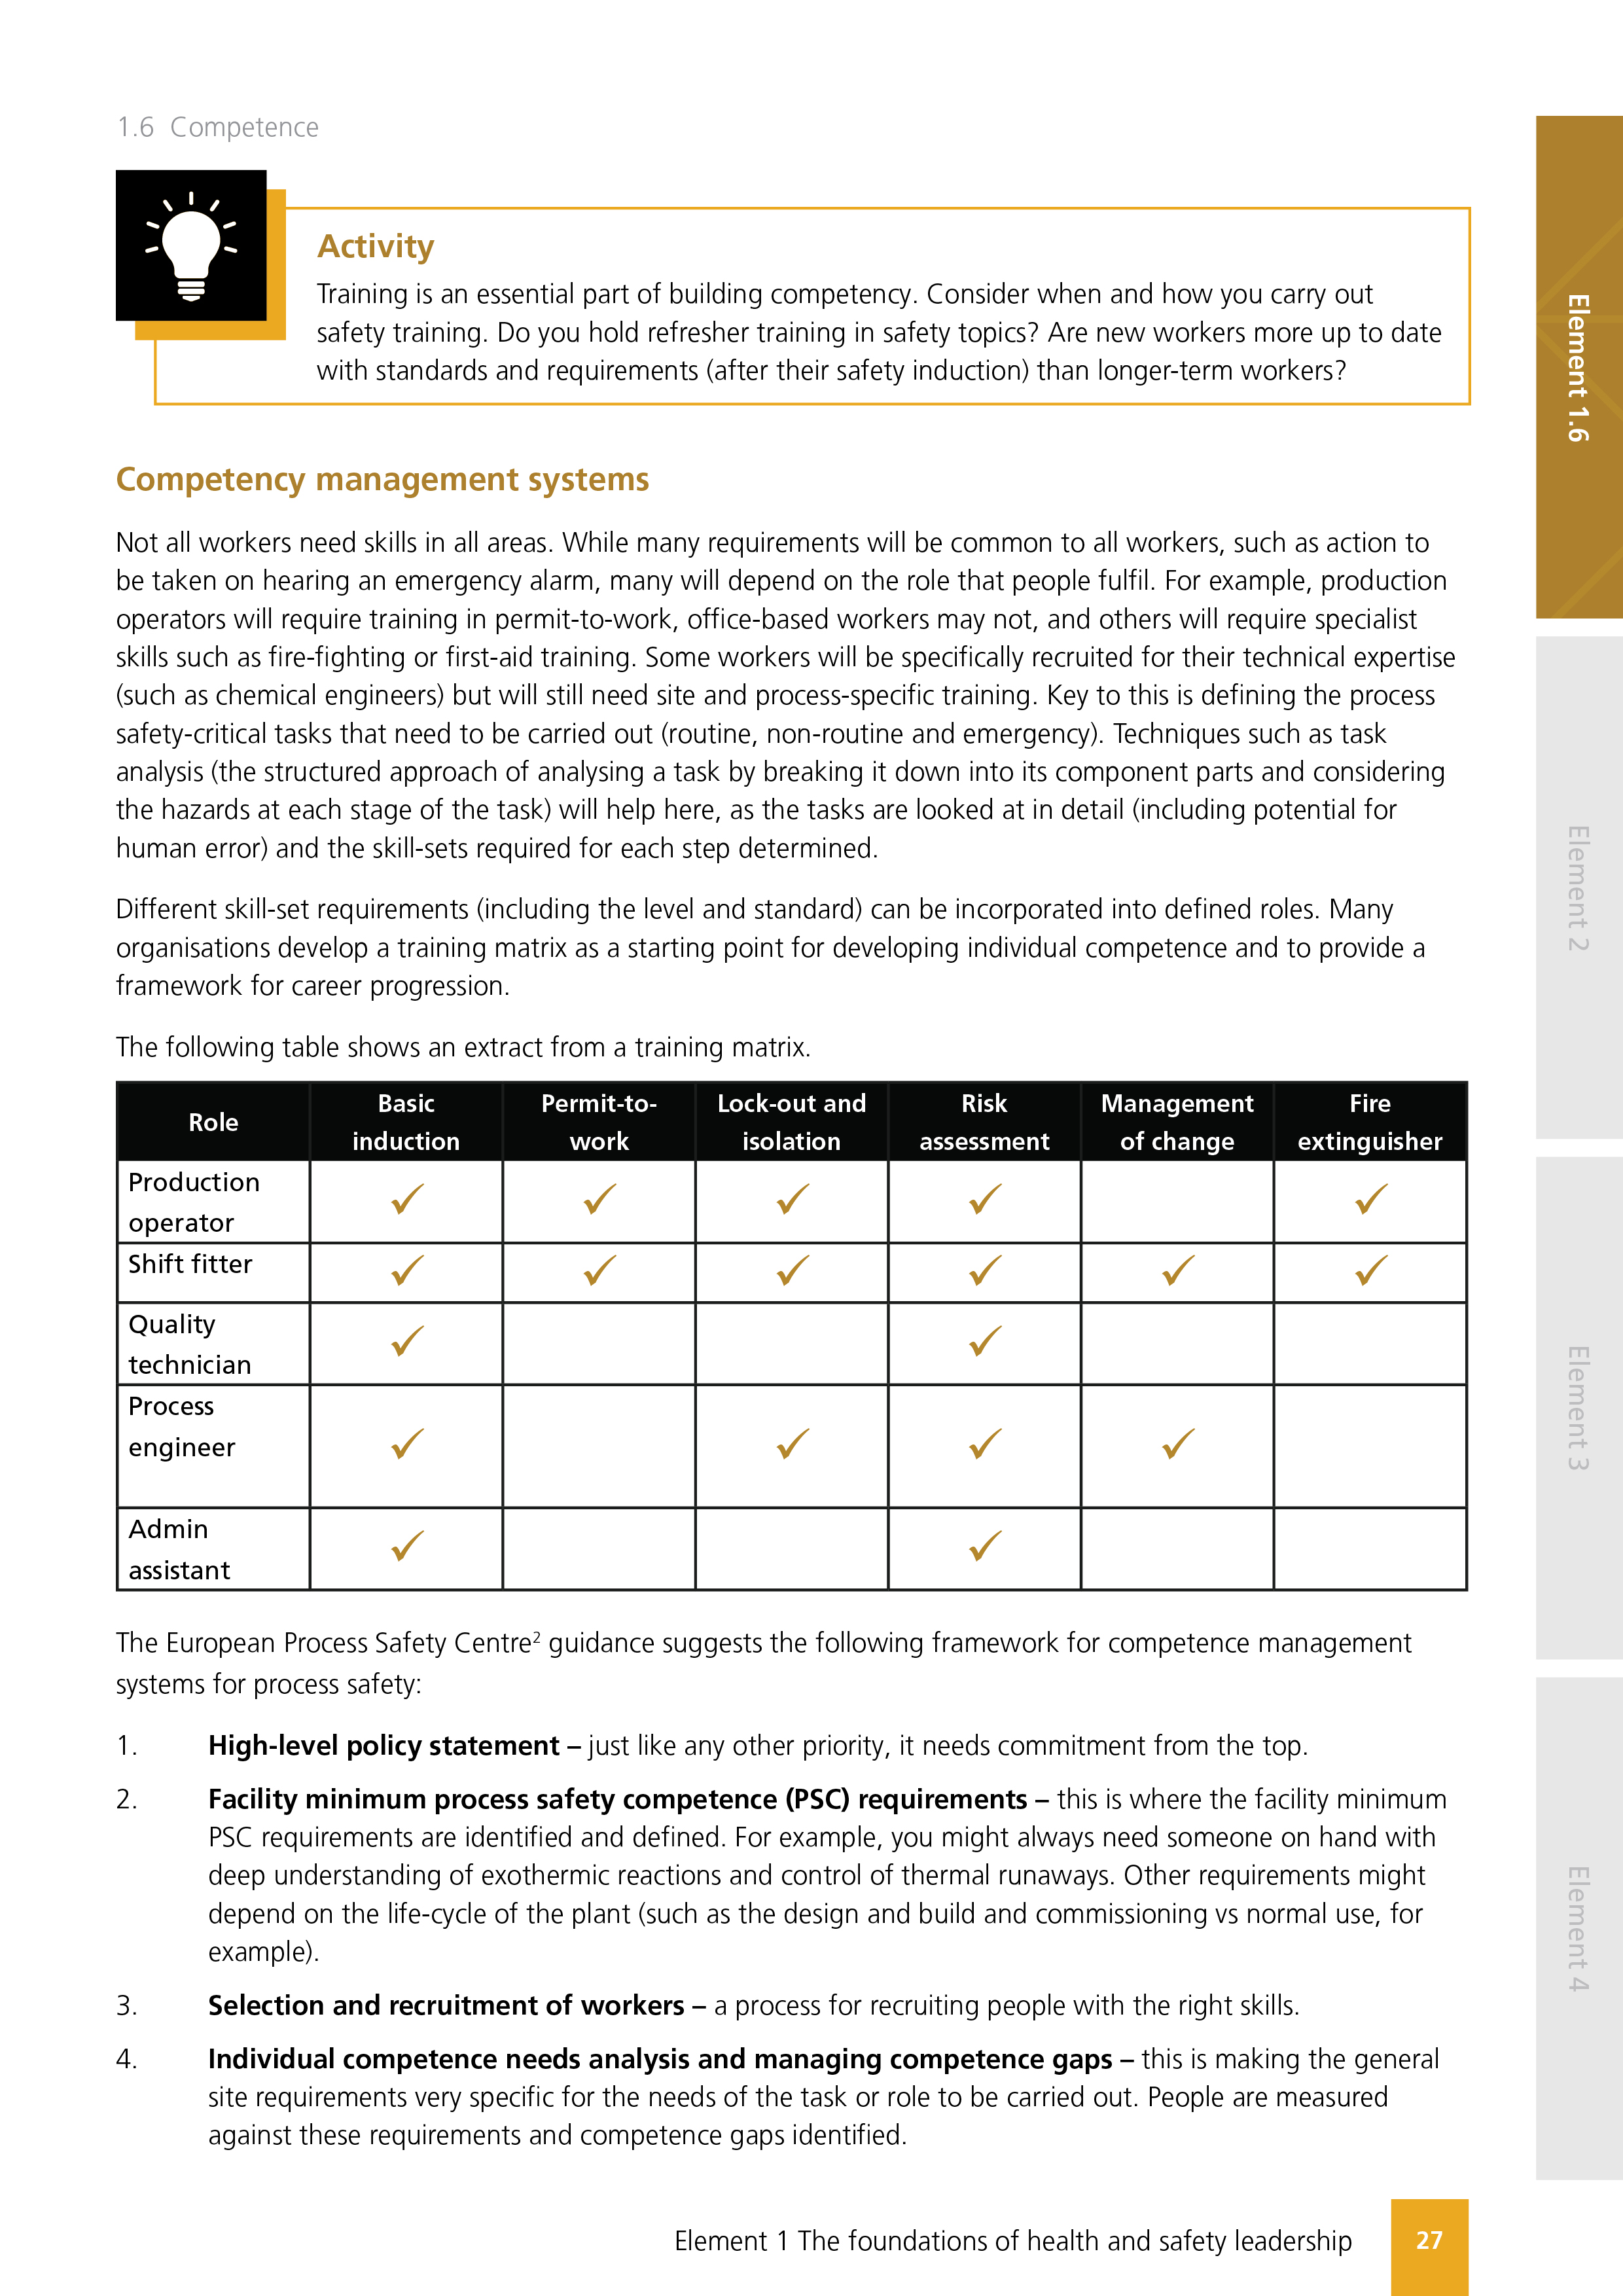 1.6 Competence
Activity
Training is an essential part of building competency. Consider when and how you carry out
safety training. Do you hold refresher training in safety topics? Are new workers more up to date
with standards and requirements (after their safety induction) than longer-term workers?
Competency management systems
Not all workers need skills in all areas. While many requirements will be common to all workers, such as action to
be taken on hearing an emergency alarm, many will depend on the role that people fulfil. For example, production
operators will require training in permit-to-work, office-based workers may not, and others will require specialist
skills such as fire-fighting or first-aid training. Some workers will be specifically recruited for their technical expertise
(such as chemical engineers) but will still need site and process-specific training. Key to this is defining the process
safety-critical tasks that need to be carried out (routine, non-routine and emergency). Techniques such as task
analysis (the structured approach of analysing a task by breaking it down into its component parts and considering
the hazards at each stage of the task) will help here, as the tasks are looked at in detail (including potential for
human error) and the skill-sets required for each step determined.
Different skill-set requirements (including the level and standard) can be incorporated into defined roles. Many
organisations develop a training matrix as a starting point for developing individual competence and to provide a
framework for career progression.
The following table shows an extract from a training matrix.
Role Basic induction Permit-to-work Lock-out and isolation Risk assessment Management of change Fire extinguisher
Production operator ✓ ✓ ✓ ✓ ✓
Shift fitter ✓ ✓ ✓ ✓ ✓ ✓
Quality technician ✓ ✓
Process engineer ✓ ✓ ✓ ✓
Admin assistant ✓ ✓
The European Process Safety Centre² guidance suggests the following framework for competence management
systems for process safety:
1. High-level policy statement – just like any other priority, it needs commitment from the top.
2. Facility minimum process safety competence (PSC) requirements – this is where the facility minimum
PSC requirements are identified and defined. For example, you might always need someone on hand with
deep understanding of exothermic reactions and control of thermal runaways. Other requirements might
depend on the life-cycle of the plant (such as the design and build and commissioning vs normal use, for
example).
3. Selection and recruitment of workers – a process for recruiting people with the right skills.
4. Individual competence needs analysis and managing competence gaps – this is making the general
site requirements very specific for the needs of the task or role to be carried out. People are measured
against these requirements and competence gaps identified.
Element 1 The foundations of health and safety leadership 27
Element 1.6
Element 2
Element 3
Element 4